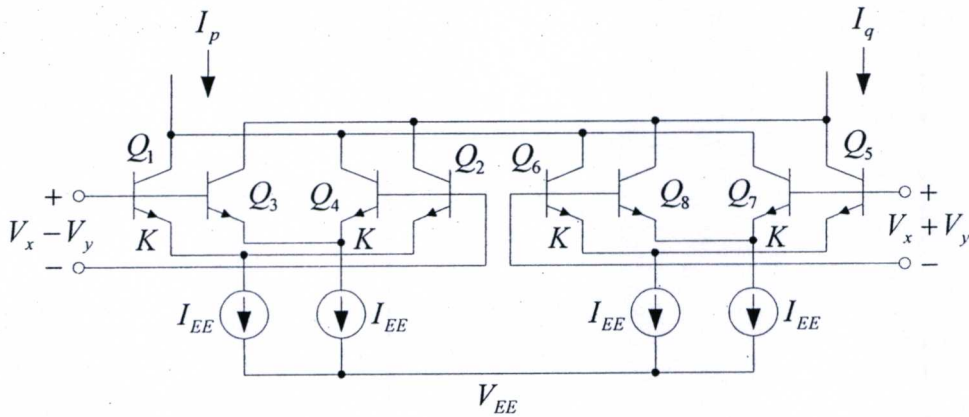 I_p
I_q
Q_1
Q_2
Q_6
Q_5
+
Q_3
Q_4
Q_8
Q_7
+
V_x − V_y
K
K
K
K
V_x + V_y
−
−
I_EE
I_EE
I_EE
I_EE
V_EE